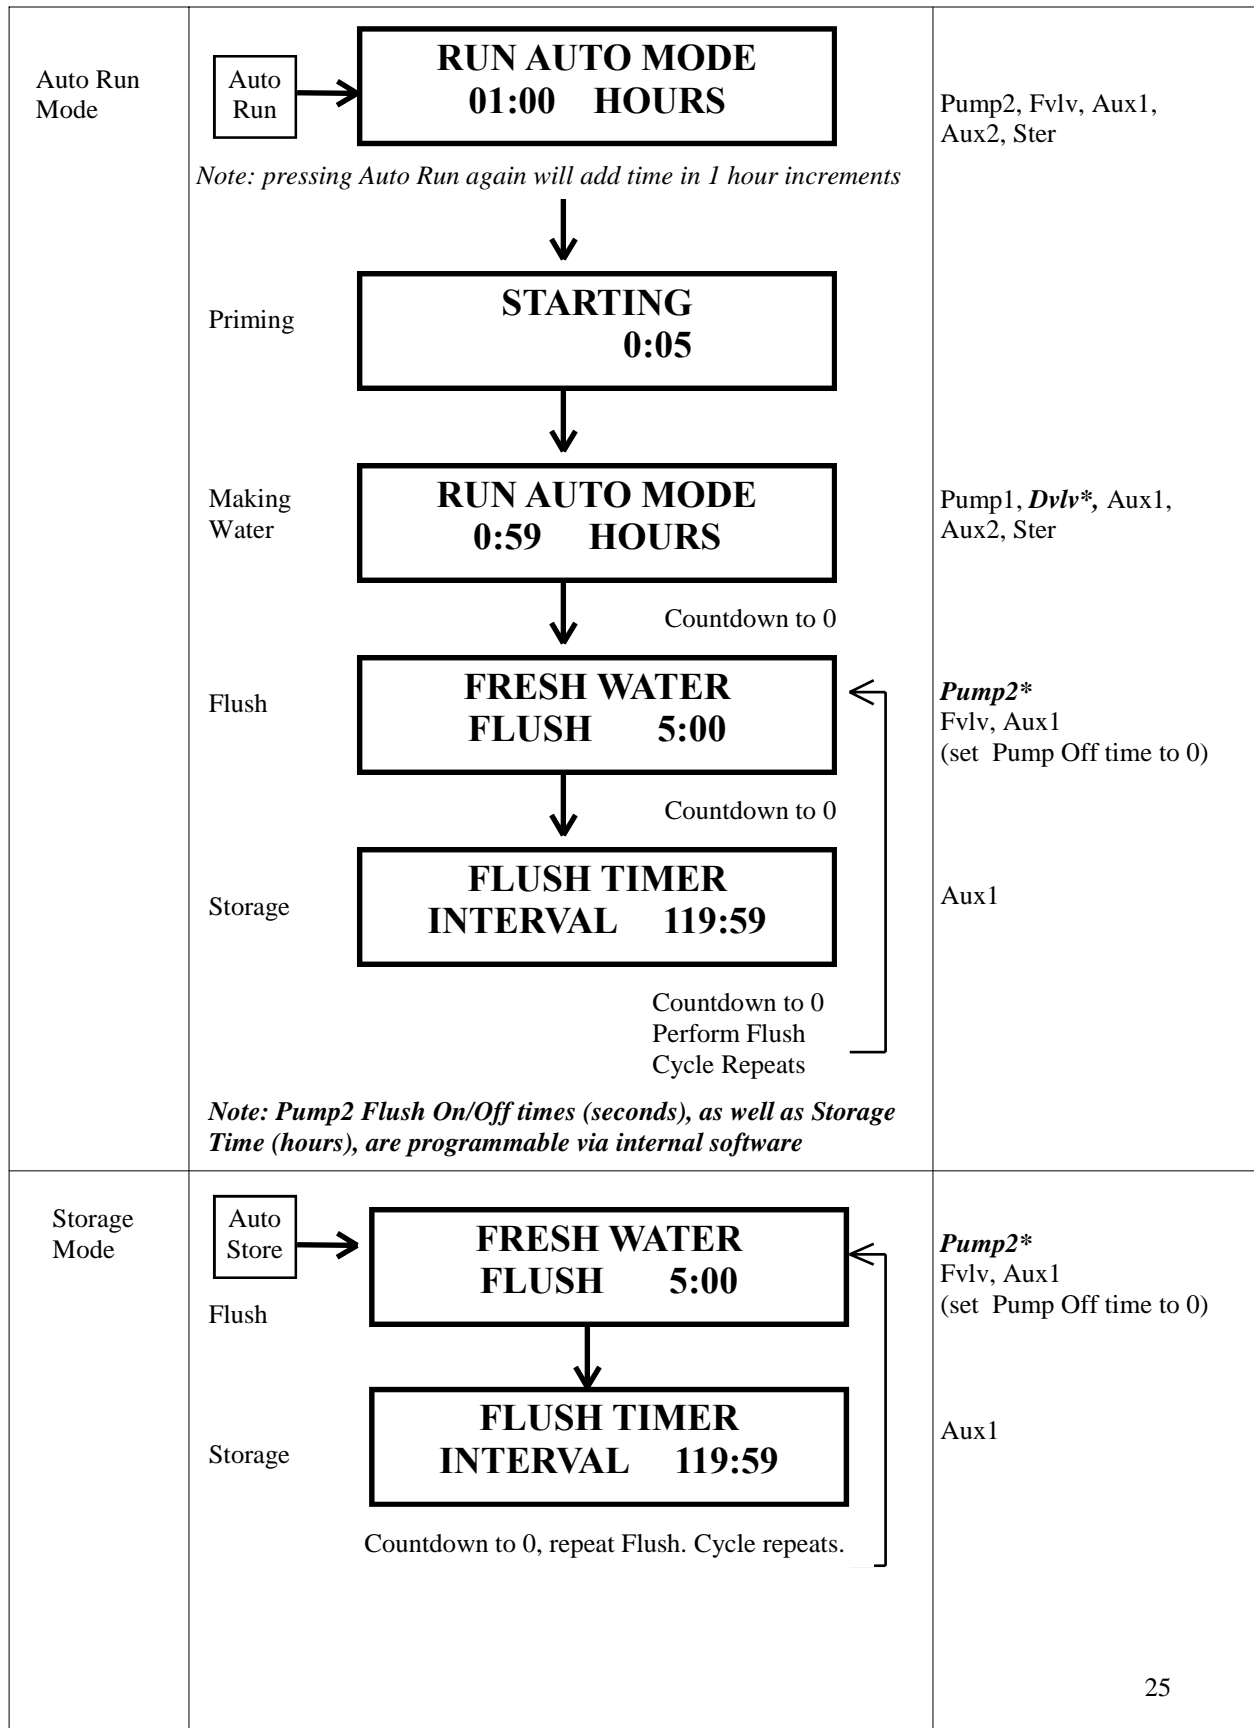 Auto Run
Mode
Auto
Run
RUN AUTO MODE
01:00 HOURS
Pump2, Fvlv, Aux1,
Aux2, Ster
Note: pressing Auto Run again will add time in 1 hour increments
Priming
STARTING
0:05
Making
Water
RUN AUTO MODE
0:59 HOURS
Pump1, Dvlv*, Aux1,
Aux2, Ster
Countdown to 0
Flush
FRESH WATER
FLUSH 5:00
Pump2*
Fvlv, Aux1
(set Pump Off time to 0)
Countdown to 0
Storage
FLUSH TIMER
INTERVAL 119:59
Aux1
Countdown to 0
Perform Flush
Cycle Repeats
Note: Pump2 Flush On/Off times (seconds), as well as Storage
Time (hours), are programmable via internal software
Storage
Mode
Auto
Store
Flush
FRESH WATER
FLUSH 5:00
Pump2*
Fvlv, Aux1
(set Pump Off time to 0)
Storage
FLUSH TIMER
INTERVAL 119:59
Aux1
Countdown to 0, repeat Flush. Cycle repeats.
25